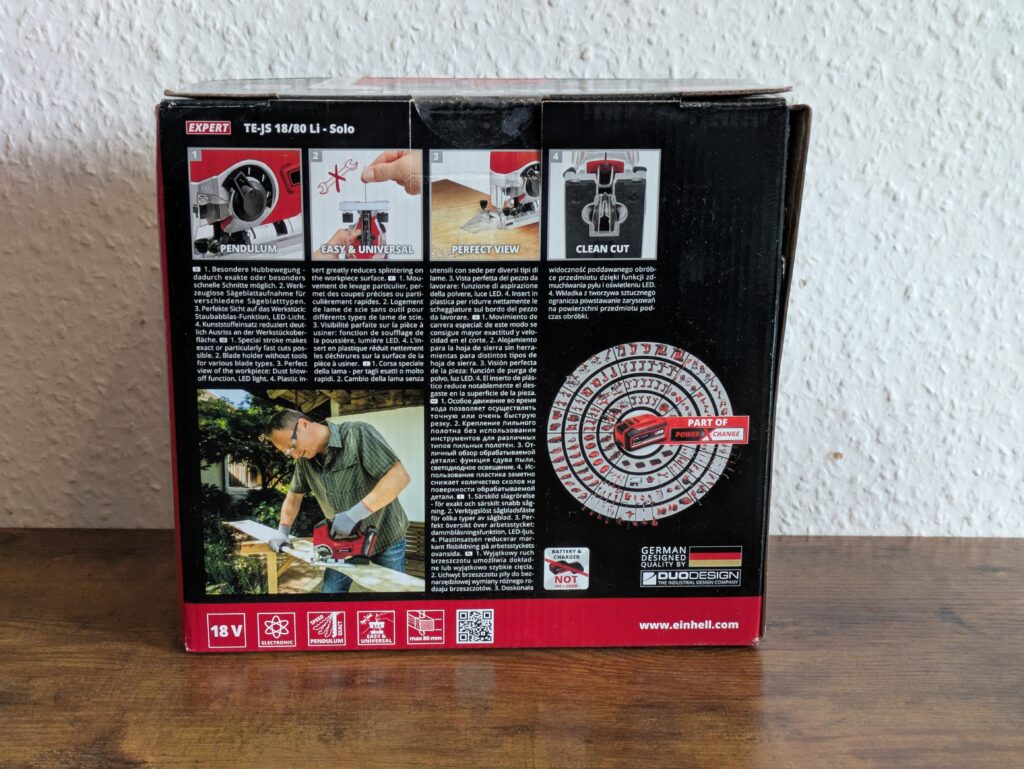 EXPERT TE-JS 18/80 Li - Solo
1
PENDULUM
2
EASY & UNIVERSAL
3
PERFECT VIEW
4
CLEAN CUT
1. Besondere Hubbewegung -
dadurch exakte oder besonders
schnelle Schnitte möglich. 2. Werk-
zeuglose Sägeblattaufnahme für
verschiedene Sägeblatttypen.
3. Perfekte Sicht auf das Werkstück:
Staubabblas-Funktion, LED-Licht.
4. Kunststoffeinsatz reduziert deut-
lich Ausriss an der Werkstückober-
fläche. 1. Special stroke makes
exact or particularly fast cuts pos-
sible. 2. Blade holder without tools
for various blade types. 3. Perfect
view of the workpiece: Dust blow-
off function, LED light. 4. Plastic in-
sert greatly reduces splintering on
the workpiece surface. 1. Mou-
vement de levage particulier, per-
met des coupes précises ou parti-
culièrement rapides. 2. Logement
de lame de scie sans outil pour
différents types de lame de scie.
3. Visibilité parfaite sur la pièce à
usiner: fonction de soufflage de
la poussière, lumière LED. 4. L'in-
sert en plastique réduit nettement
les déchirures sur la surface de la
pièce à usiner. 1. Corsa speciale
della lama - per tagli esatti o molto
rapidi. 2. Cambio della lama senza
utensili con sede per diversi tipi di
lame. 3. Vista perfetta del pezzo da
lavorare: funzione di aspirazione
della polvere, luce LED. 4. Insert in
plastica per ridurre nettamente le
scheggiature sul bordo del pezzo
da lavorare. 1. Movimiento de
carrera especial: de este modo se
consigue mayor exactitud y velo-
cidad en el corte. 2. Alojamiento
para la hoja de sierra sin herra-
mientas para distintos tipos de
hoja de sierra. 3. Visión perfecta
de la pieza: función de purga de
polvo, luz LED. 4. El inserto de plás-
tico reduce notablemente el des-
gaste en la superficie de la pieza.
1. Особое движение во время
хода позволяет осуществлять
точную или очень быструю
резку. 2. Крепление пильного
полотна без использования
инструментов для различных
типов пильных полотен. 3. От-
личный обзор обрабатываемой
детали: функция сдува пыли,
светодиодное освещение. 4. Ис-
пользование пластика заметно
снижает количество сколов на
поверхности обрабатываемой
детали. 1. Särskild slagrörelse
- för exakt och särskilt snabb såg-
ning. 2. Verktygslöst sågbladsfäste
för olika typer av sågblad. 3. Per-
fekt översikt över arbetsstycket:
dammblåsningsfunktion, LED-ljus.
4. Plastinsatsen reducerar mar-
kant flisbildning på arbetsstyckets
ovansida. 1. Wyjątkowy ruch
brzeszczotu umożliwia dokład-
ne lub wyjątkowo szybkie cięcia.
2. Uchwyt brzeszczotu piły do bez-
narzędziowej wymiany różnego ro-
dzaju brzeszczotów. 3. Doskonała
widoczność poddawanego obrób-
ce przedmiotu dzięki funkcji zd-
muchiwania pyłu i oświetleniu LED.
4. Wkładka z tworzywa sztucznego
ogranicza powstawanie zarysowań
na powierzchni przedmiotu pod-
czas obróbki.
PART OF
POWER X CHANGE
BATTERY &
CHARGER
NOT
INCLUDED
GERMAN
DESIGNED
QUALITY BY
DUODESIGN
THE INDUSTRIAL DESIGN COMPANY
18 V
ELECTRONIC
SPEED
EXACT
PENDULUM
EASY &
UNIVERSAL
max 80 mm
www.einhell.com